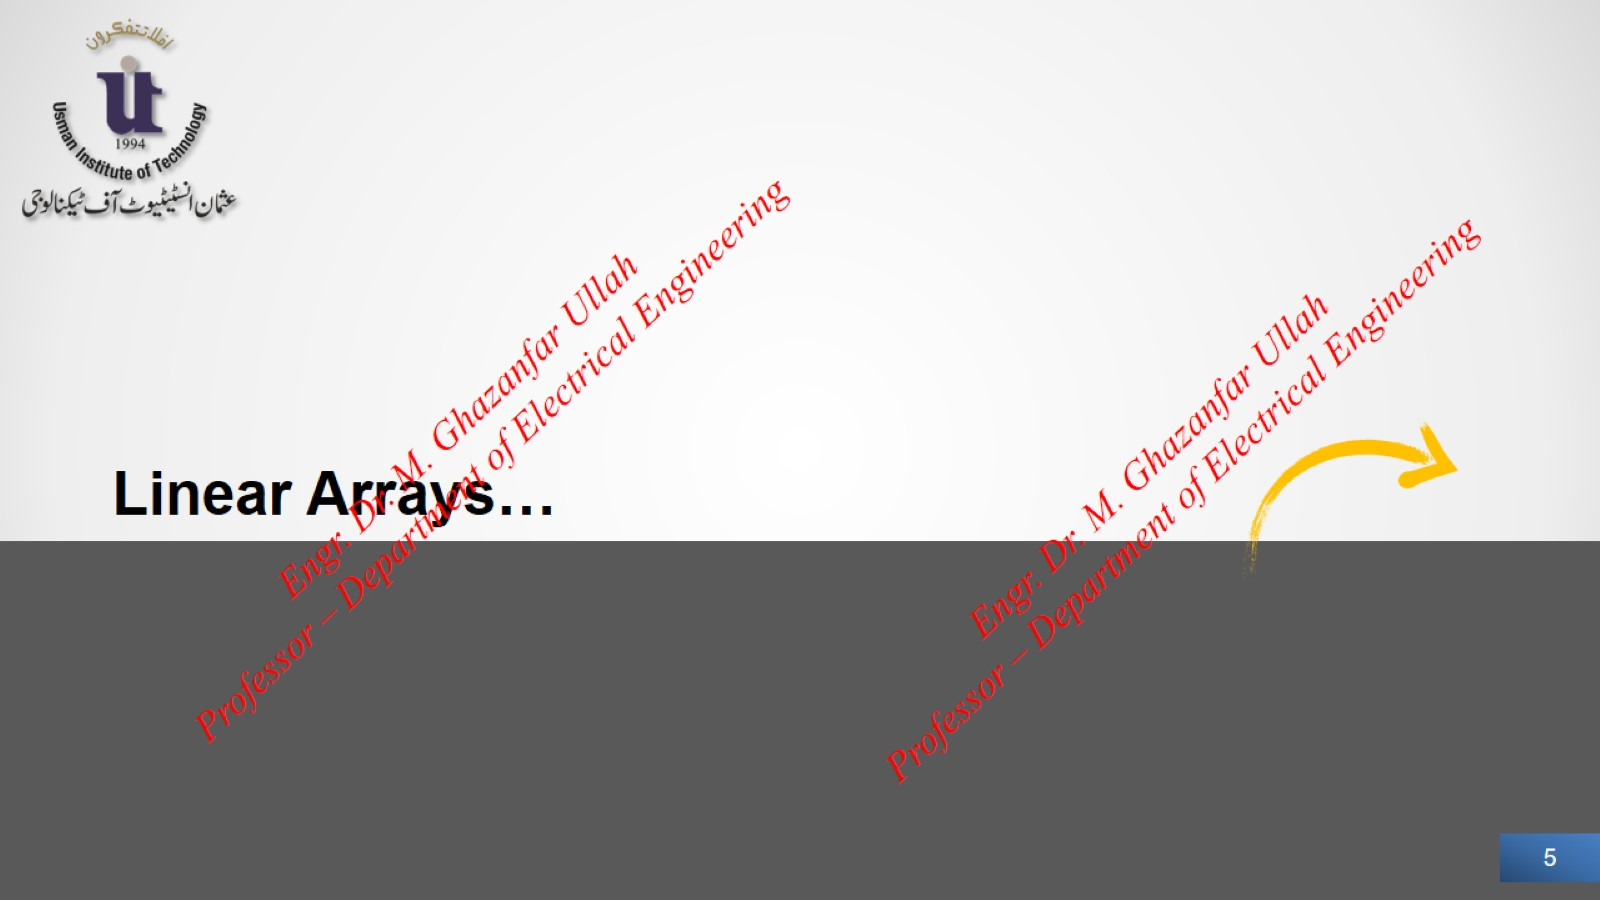 افلا تتفکرون
1994
Usman Institute of Technology
عثمان انسٹیٹیوٹ آف ٹیکنالوجی
Linear Arrays…
Engr. Dr. M. Ghazanfar Ullah
Professor – Department of Electrical Engineering
Engr. Dr. M. Ghazanfar Ullah
Professor – Department of Electrical Engineering
5